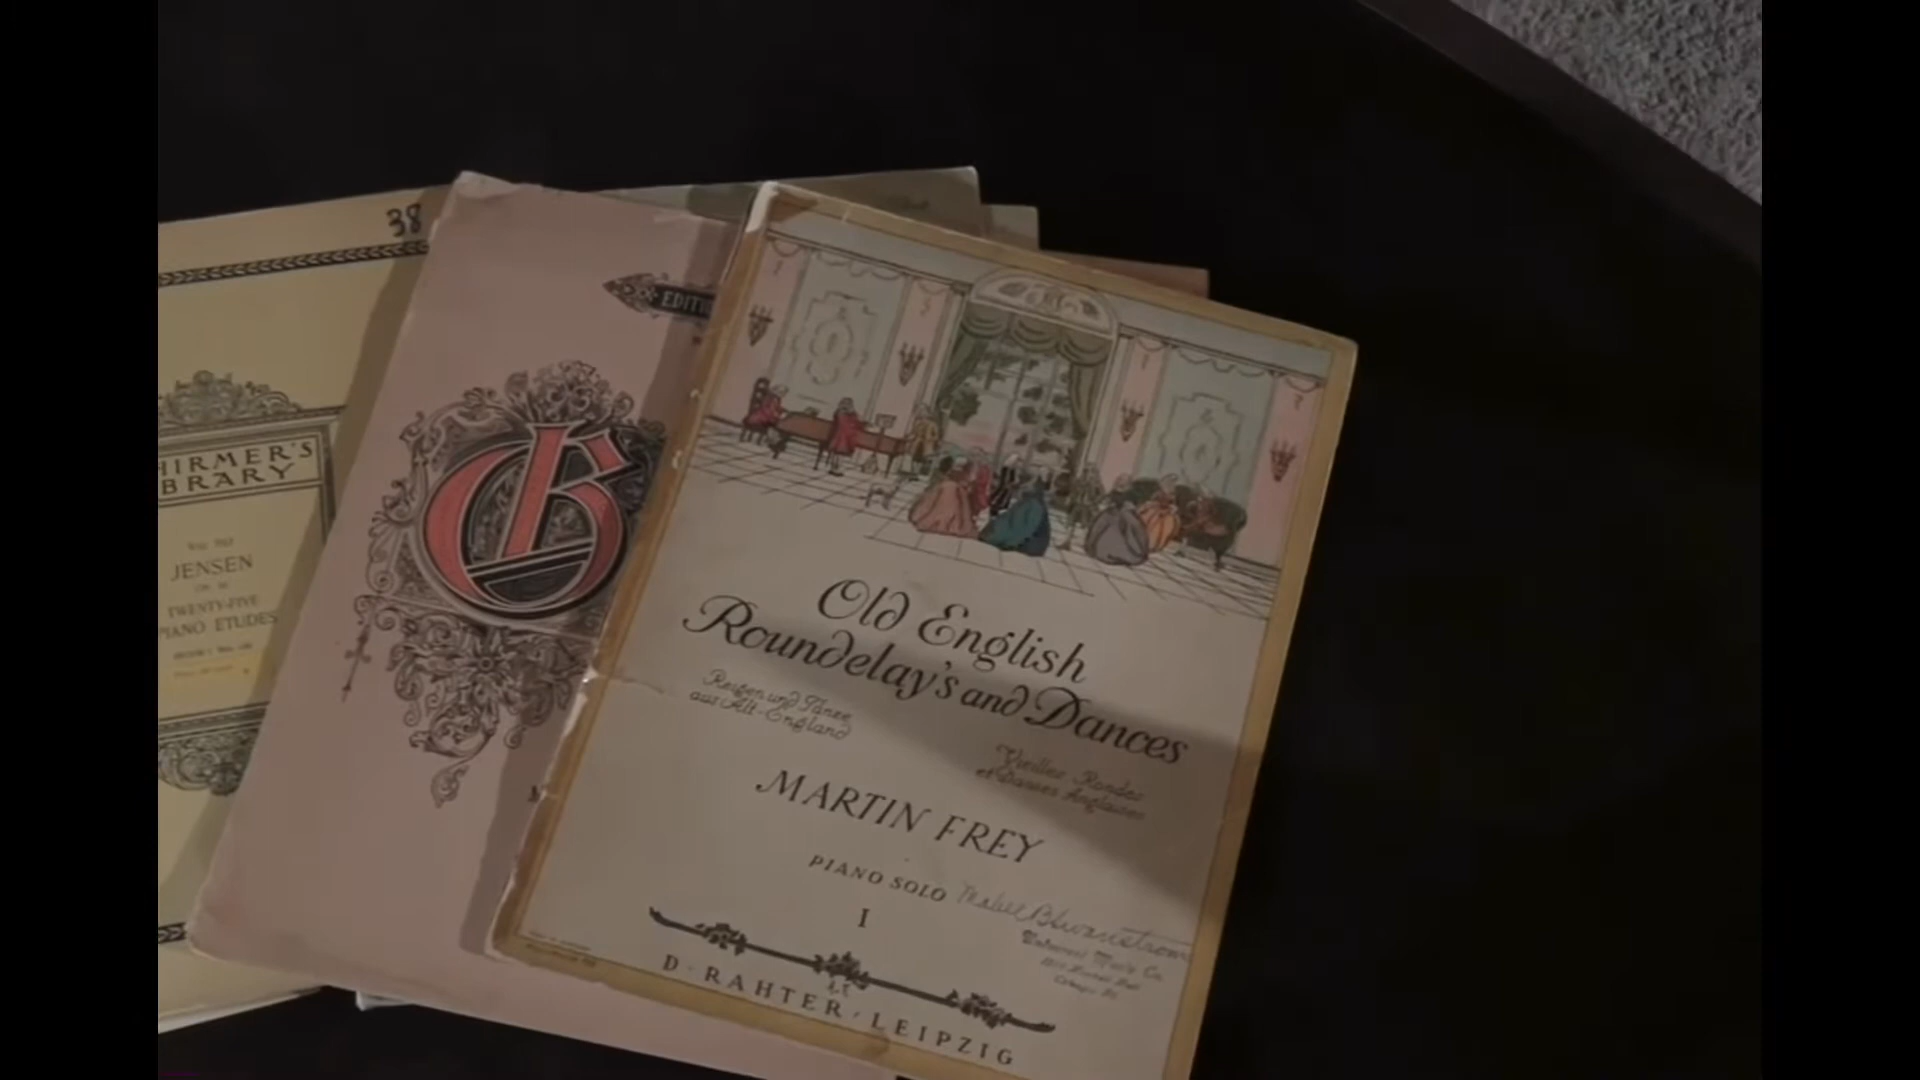 38
HIRMER'S
BRARY
JENSEN
TWENTY-FIVE
PIANO ETUDES
EDITI
G
Old English
Roundelay's and Dances
Reigen und Tänze
aus Alt-England
Vieilles Rondes
et Danses Anglaises
MARTIN FREY
PIANO SOLO
I
D. RAHTER, LEIPZIG